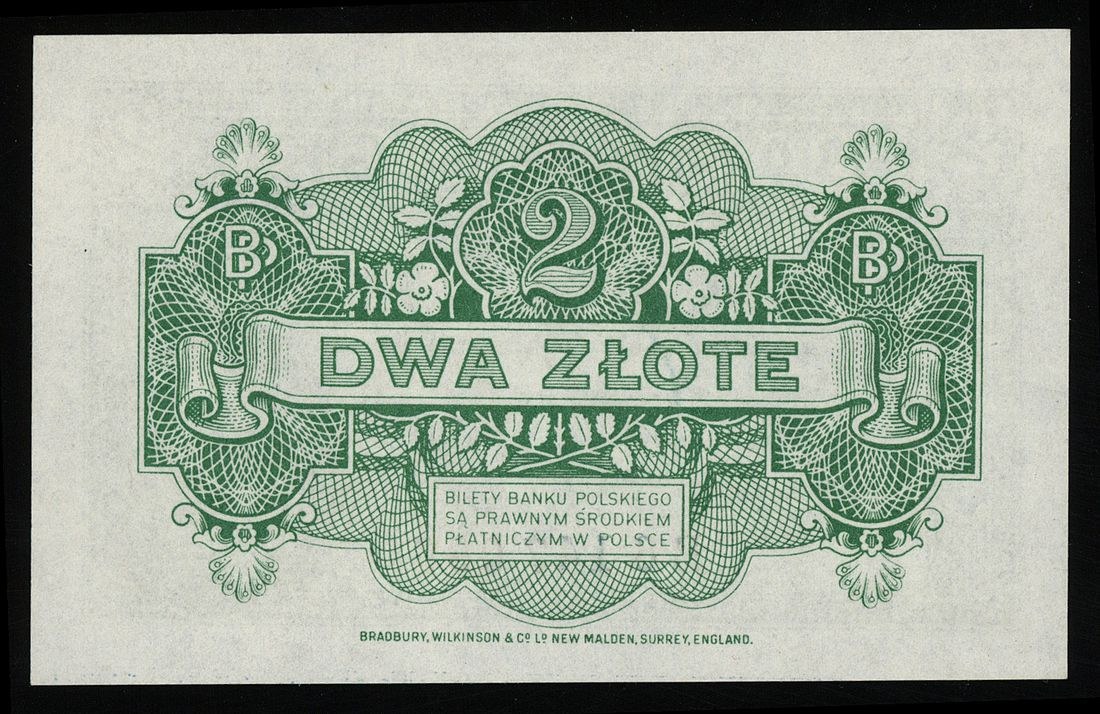 2
BP BP
DWA ZŁOTE
BILETY BANKU POLSKIEGO
SĄ PRAWNYM ŚRODKIEM
PŁATNICZYM W POLSCE
BRADBURY, WILKINSON & Cº Lº NEW MALDEN, SURREY, ENGLAND.